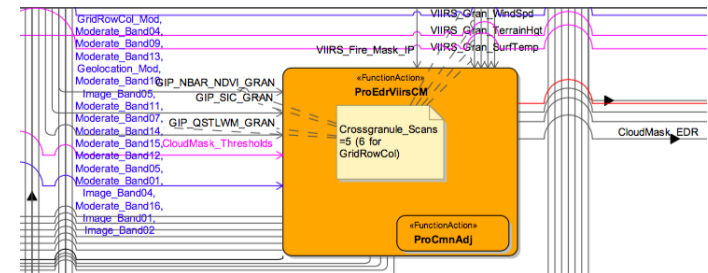 GridRowCol_Mod,
Moderate_Band04,
Moderate_Band09,
Moderate_Band13,
Geolocation_Mod,
Moderate_Band10,
Image_Band05,
Moderate_Band11,
Moderate_Band07,
Moderate_Band14,
Moderate_Band15,
Moderate_Band12,
Moderate_Band05,
Moderate_Band01,
Image_Band04,
Moderate_Band16,
Image_Band01,
Image_Band02
GIP_NBAR_NDVI_GRAN
GIP_SIC_GRAN
GIP_QSTLWM_GRAN
CloudMask_Thresholds
VIIRS_Fire_Mask_IP
VIIRS_Gran_WindSpd
VIIRS_Gran_TerrainHgt
VIIRS_Gran_SurfTemp
«FunctionAction»
ProEdrViirsCM
Crossgranule_Scans
=5 (6 for
GridRowCol)
«FunctionAction»
ProCmnAdj
CloudMask_EDR